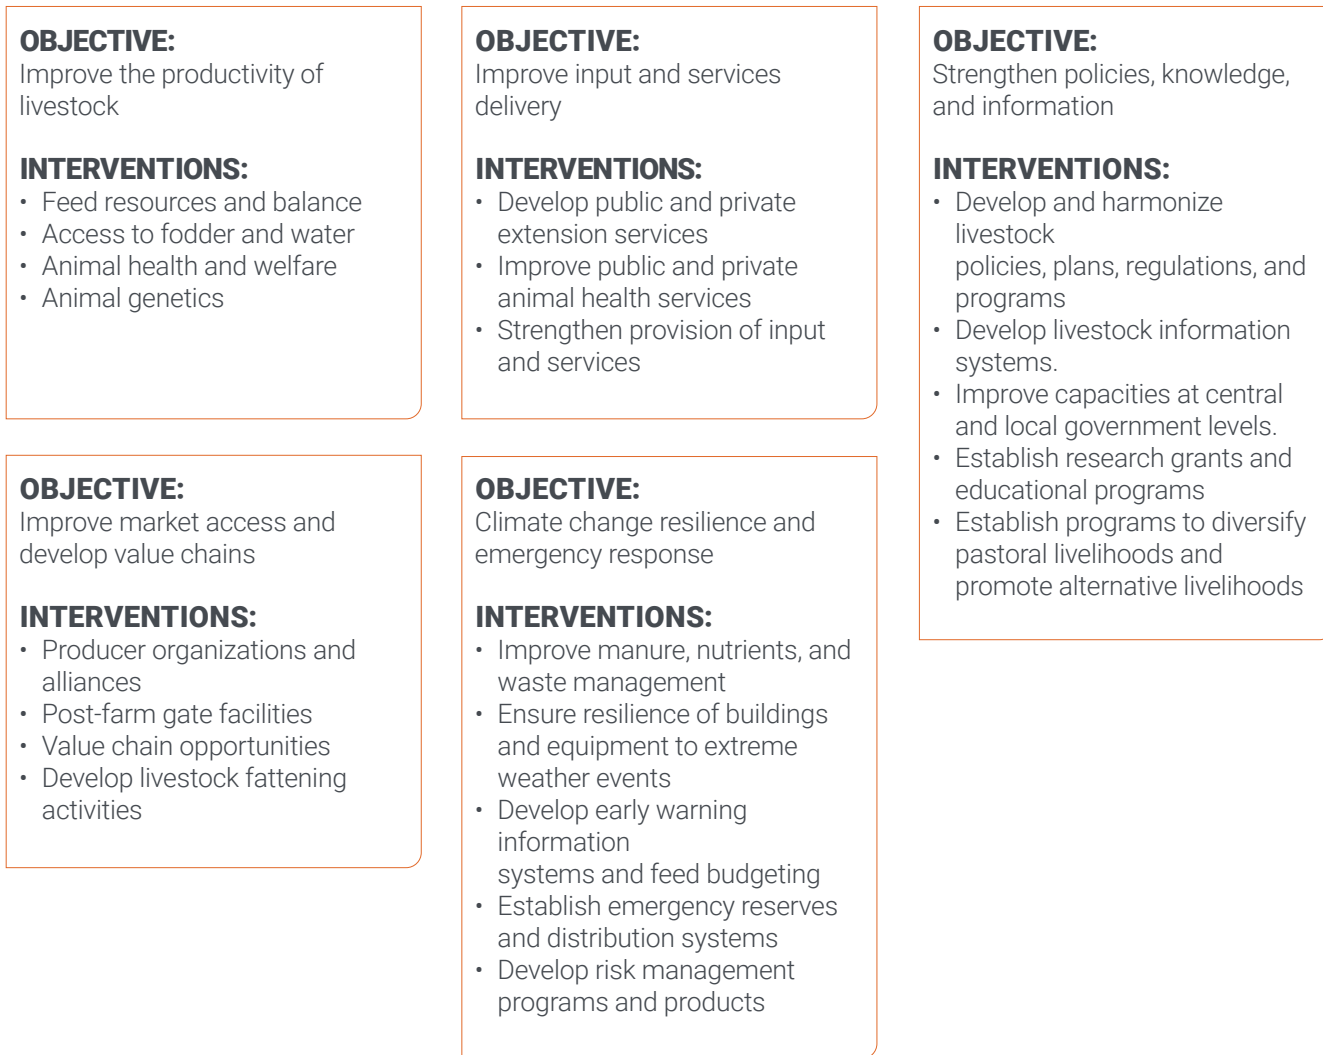 OBJECTIVE:
Improve the productivity of
livestock
INTERVENTIONS:
• Feed resources and balance
• Access to fodder and water
• Animal health and welfare
• Animal genetics
OBJECTIVE:
Improve input and services
delivery
INTERVENTIONS:
• Develop public and private
extension services
• Improve public and private
animal health services
• Strengthen provision of input
and services
OBJECTIVE:
Strengthen policies, knowledge,
and information
INTERVENTIONS:
• Develop and harmonize
livestock
policies, plans, regulations, and
programs
• Develop livestock information
systems.
• Improve capacities at central
and local government levels.
• Establish research grants and
educational programs
• Establish programs to diversify
pastoral livelihoods and
promote alternative livelihoods
OBJECTIVE:
Improve market access and
develop value chains
INTERVENTIONS:
• Producer organizations and
alliances
• Post-farm gate facilities
• Value chain opportunities
• Develop livestock fattening
activities
OBJECTIVE:
Climate change resilience and
emergency response
INTERVENTIONS:
• Improve manure, nutrients, and
waste management
• Ensure resilience of buildings
and equipment to extreme
weather events
• Develop early warning
information
systems and feed budgeting
• Establish emergency reserves
and distribution systems
• Develop risk management
programs and products